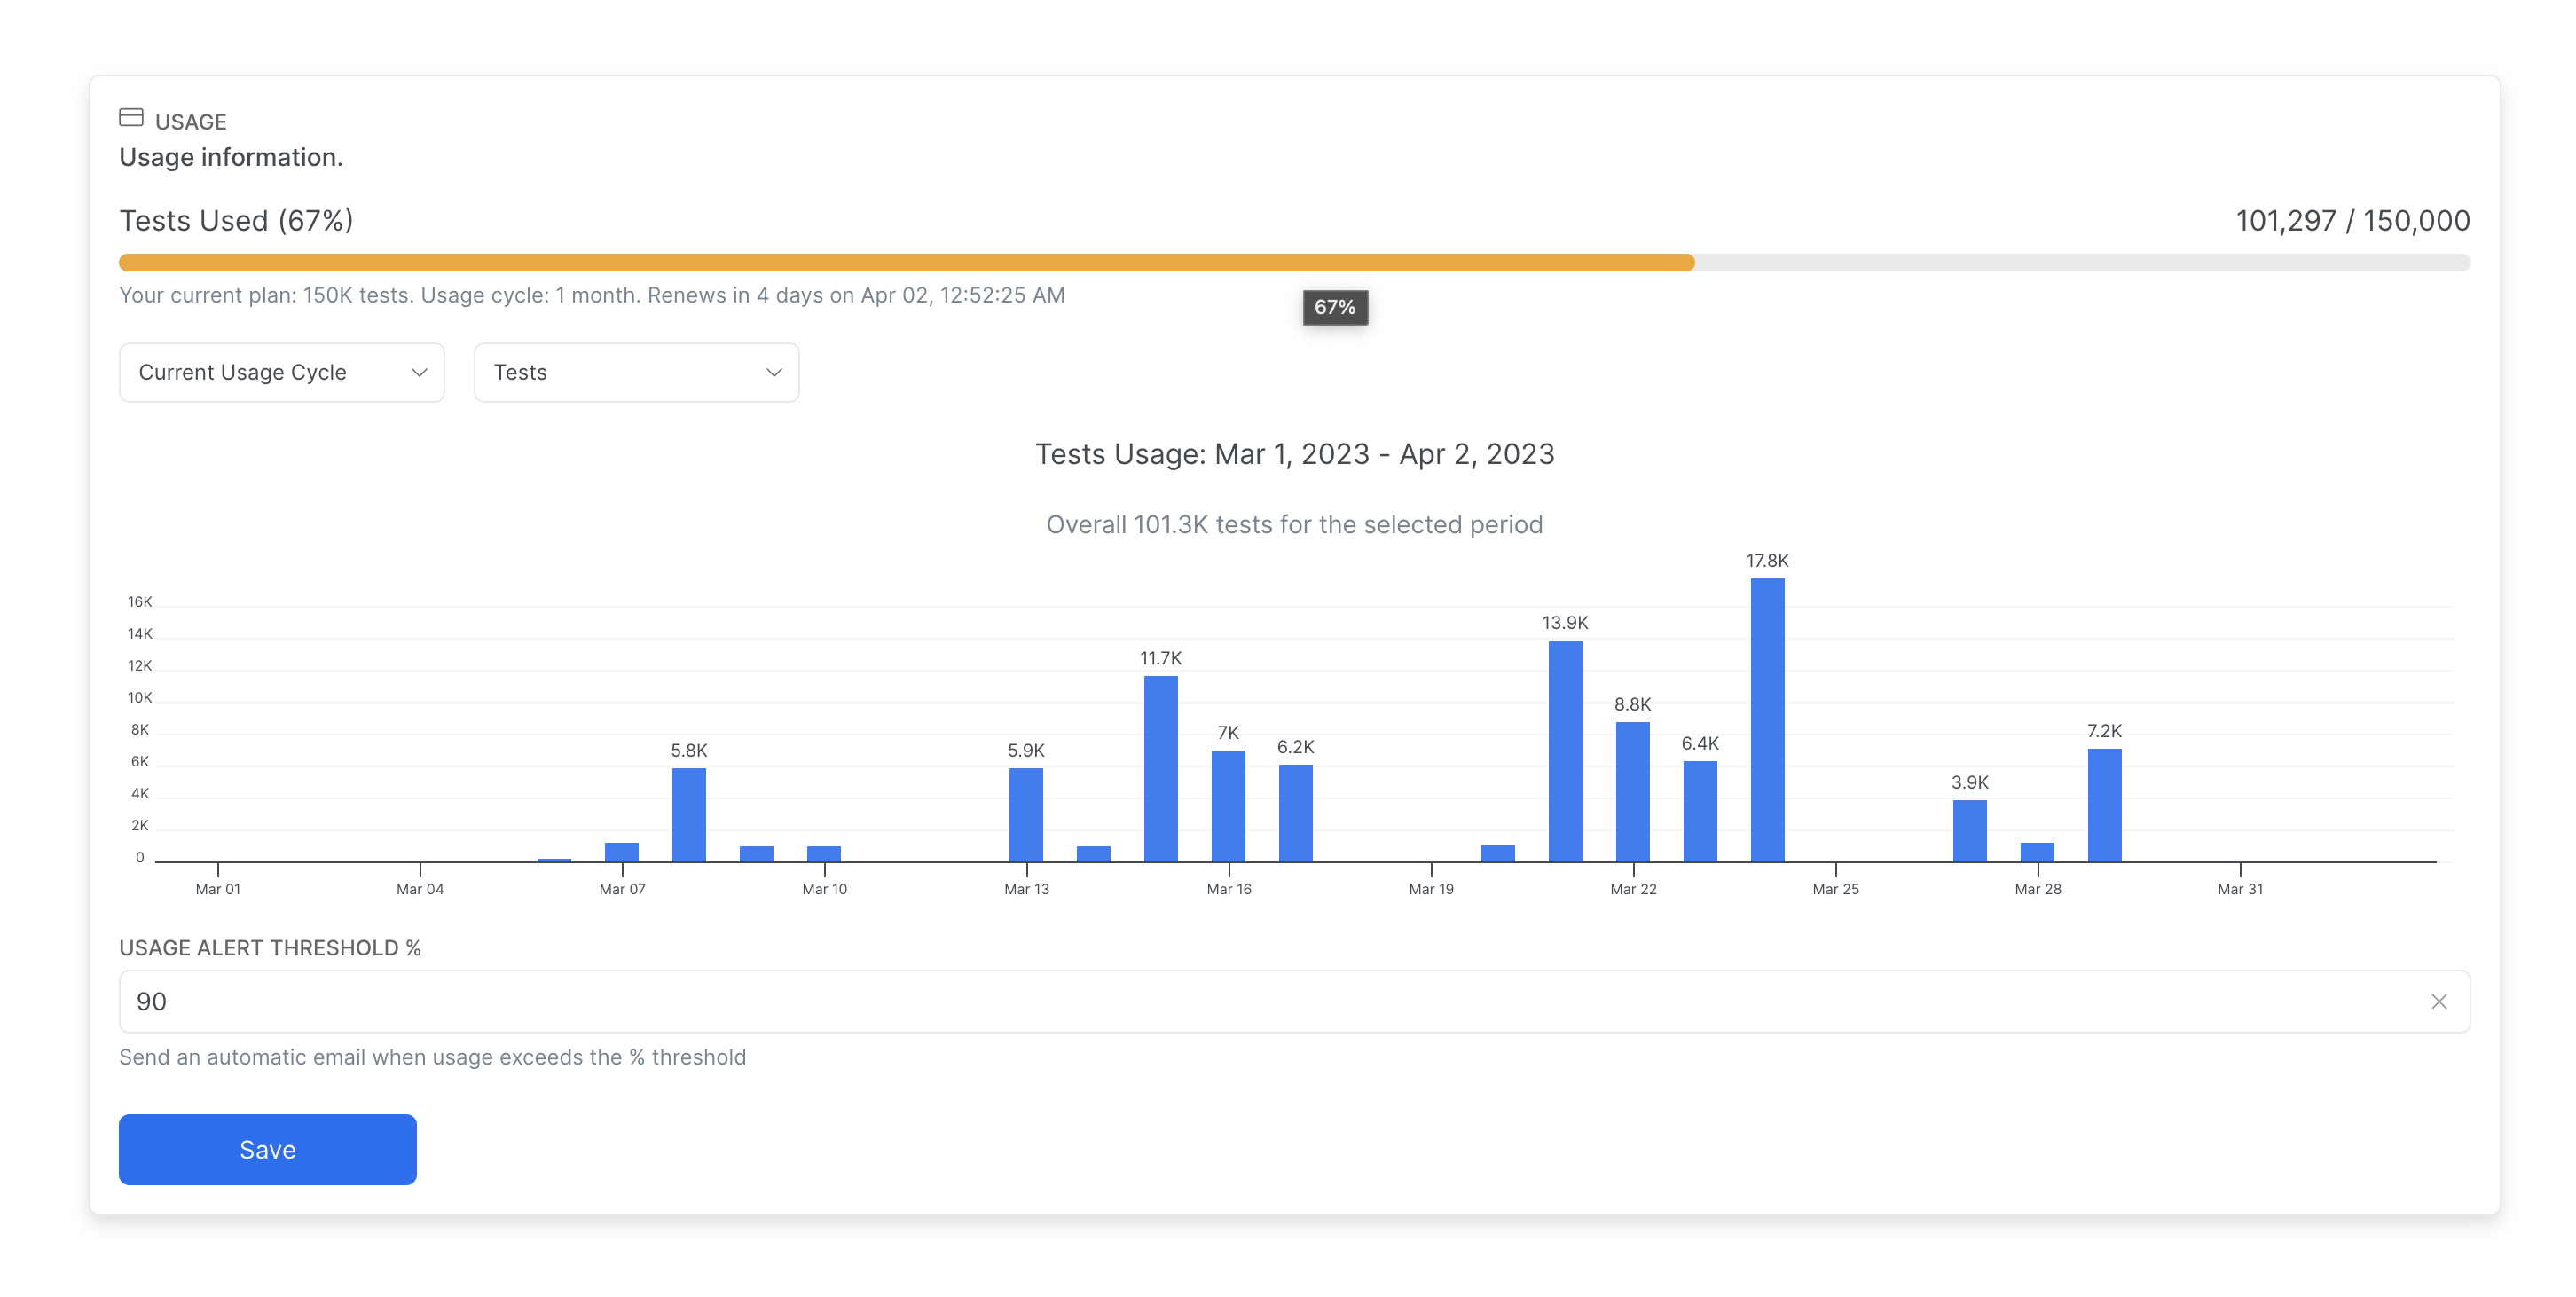 USAGE
Usage information.
Tests Used (67%)
101,297 / 150,000
Your current plan: 150K tests. Usage cycle: 1 month. Renews in 4 days on Apr 02, 12:52:25 AM
67%
Current Usage Cycle
Tests
Tests Usage: Mar 1, 2023 - Apr 2, 2023
Overall 101.3K tests for the selected period
16K
14K
12K
10K
8K
6K
4K
2K
0
5.8K
5.9K
11.7K
7K
6.2K
13.9K
8.8K
6.4K
17.8K
3.9K
7.2K
Mar 01
Mar 04
Mar 07
Mar 10
Mar 13
Mar 16
Mar 19
Mar 22
Mar 25
Mar 28
Mar 31
USAGE ALERT THRESHOLD %
90
Send an automatic email when usage exceeds the % threshold
Save